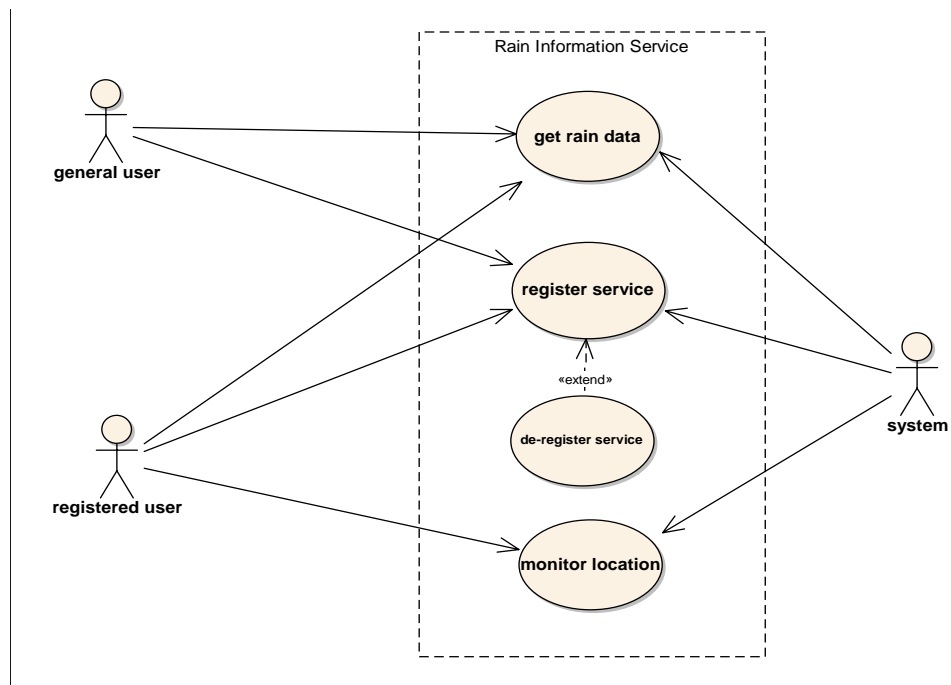 Rain Information Service
get rain data
general user
register service
«extend»
system
de-register service
registered user
monitor location